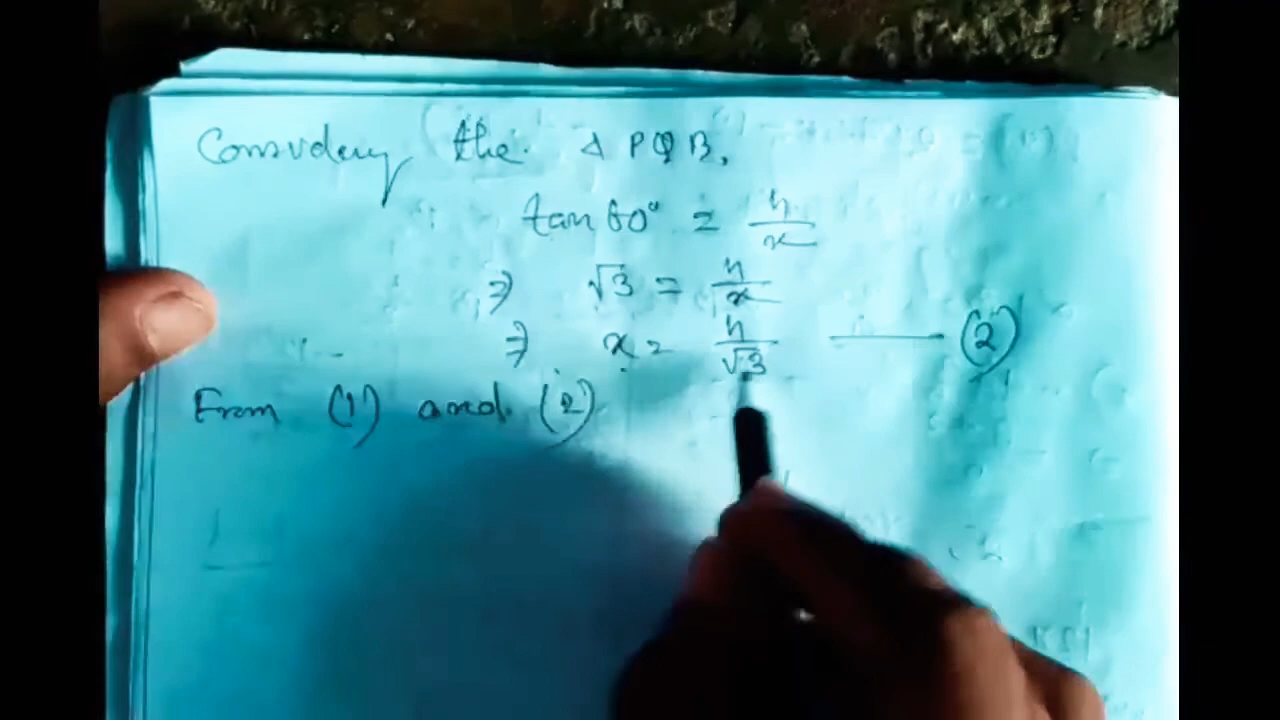 Considering the Δ PQB,
tan 60° = h/x
⇒ √3 = h/x
⇒ x = h/√3 —— (2)
From (1) and (2)